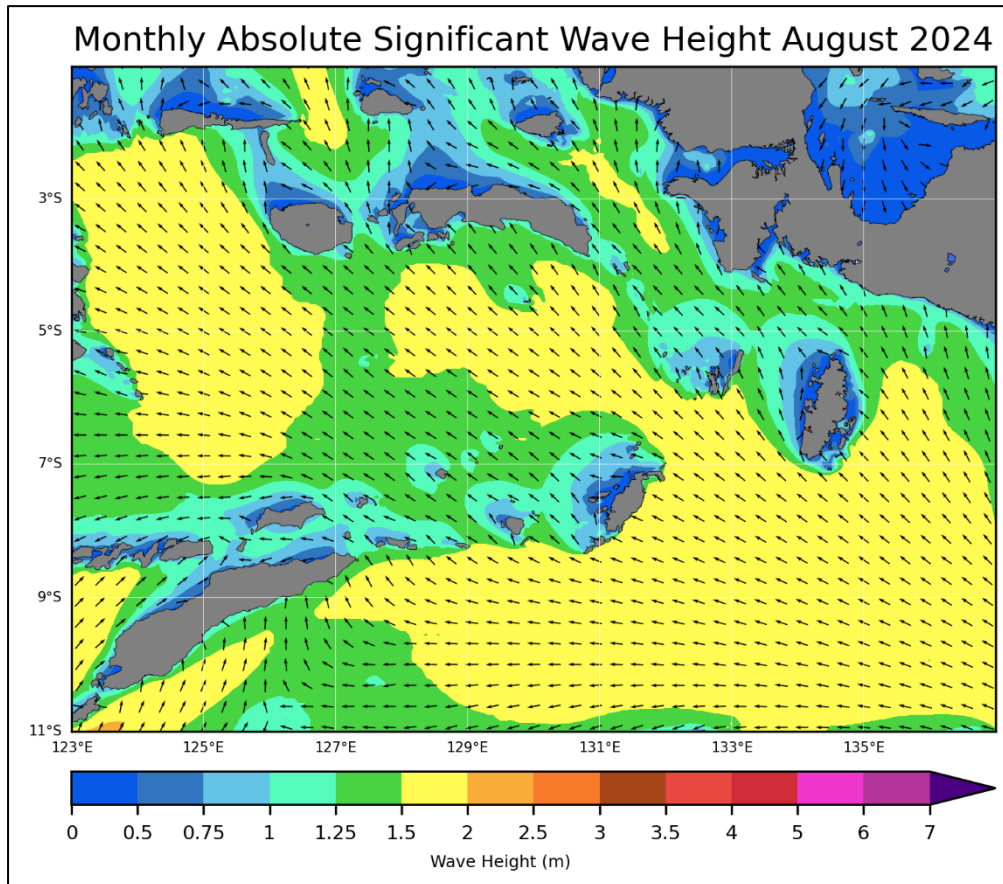 Monthly Absolute Significant Wave Height August 2024
3°S
5°S
7°S
9°S
11°S
123°E 125°E 127°E 129°E 131°E 133°E 135°E
0 0.5 0.75 1 1.25 1.5 2 2.5 3 3.5 4 5 6 7
Wave Height (m)